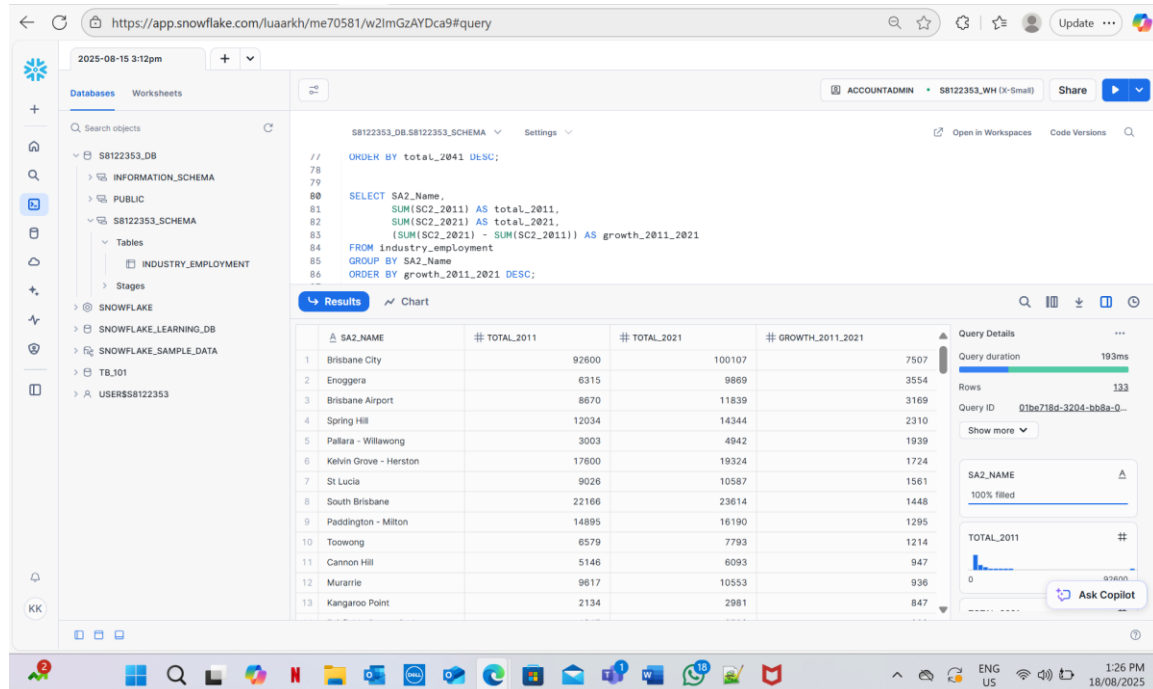 https://app.snowflake.com/luaarkh/me70581/w2lmGzAYDca9#query
Update
2025-08-15 3:12pm
Databases Worksheets
ACCOUNTADMIN • S8122353_WH (X-Small) Share
Search objects
S8122353_DB
INFORMATION_SCHEMA
PUBLIC
S8122353_SCHEMA
Tables
INDUSTRY_EMPLOYMENT
Stages
SNOWFLAKE
SNOWFLAKE_LEARNING_DB
SNOWFLAKE_SAMPLE_DATA
TB_101
USER$S8122353
KK
S8122353_DB.S8122353_SCHEMA Settings
Open in Workspaces Code Versions
77 ORDER BY total_2041 DESC;
78
79
80 SELECT SA2_Name,
81 SUM(SC2_2011) AS total_2011,
82 SUM(SC2_2021) AS total_2021,
83 (SUM(SC2_2021) - SUM(SC2_2011)) AS growth_2011_2021
84 FROM industry_employment
85 GROUP BY SA2_Name
86 ORDER BY growth_2011_2021 DESC;
Results Chart
SA2_NAME # TOTAL_2011 # TOTAL_2021 # GROWTH_2011_2021
1 Brisbane City 92600 100107 7507
2 Enoggera 6315 9869 3554
3 Brisbane Airport 8670 11839 3169
4 Spring Hill 12034 14344 2310
5 Pallara - Willawong 3003 4942 1939
6 Kelvin Grove - Herston 17600 19324 1724
7 St Lucia 9026 10587 1561
8 South Brisbane 22166 23614 1448
9 Paddington - Milton 14895 16190 1295
10 Toowong 6579 7793 1214
11 Cannon Hill 5146 6093 947
12 Murarrie 9617 10553 936
13 Kangaroo Point 2134 2981 847
Query Details
Query duration 193ms
Rows 133
Query ID 01be718d-3204-bb8a-0...
Show more
SA2_NAME
100% filled
TOTAL_2011 #
0 92600
Ask Copilot
2
DELL
1
18
ENG
US
1:26 PM
18/08/2025